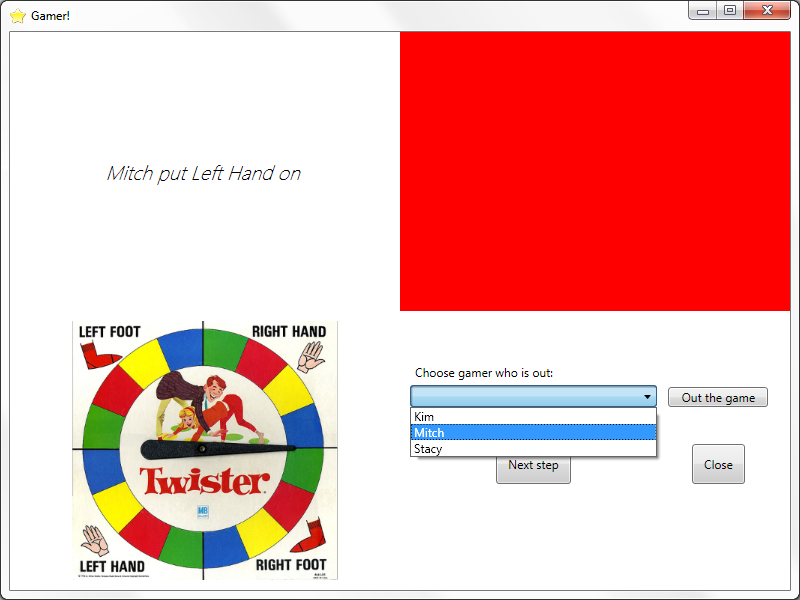 Gamer!
Mitch put Left Hand on
LEFT FOOT
RIGHT HAND
Twister.
MB
LEFT HAND
RIGHT FOOT
Choose gamer who is out:
Out the game
Kim
Mitch
Stacy
Next step
Close